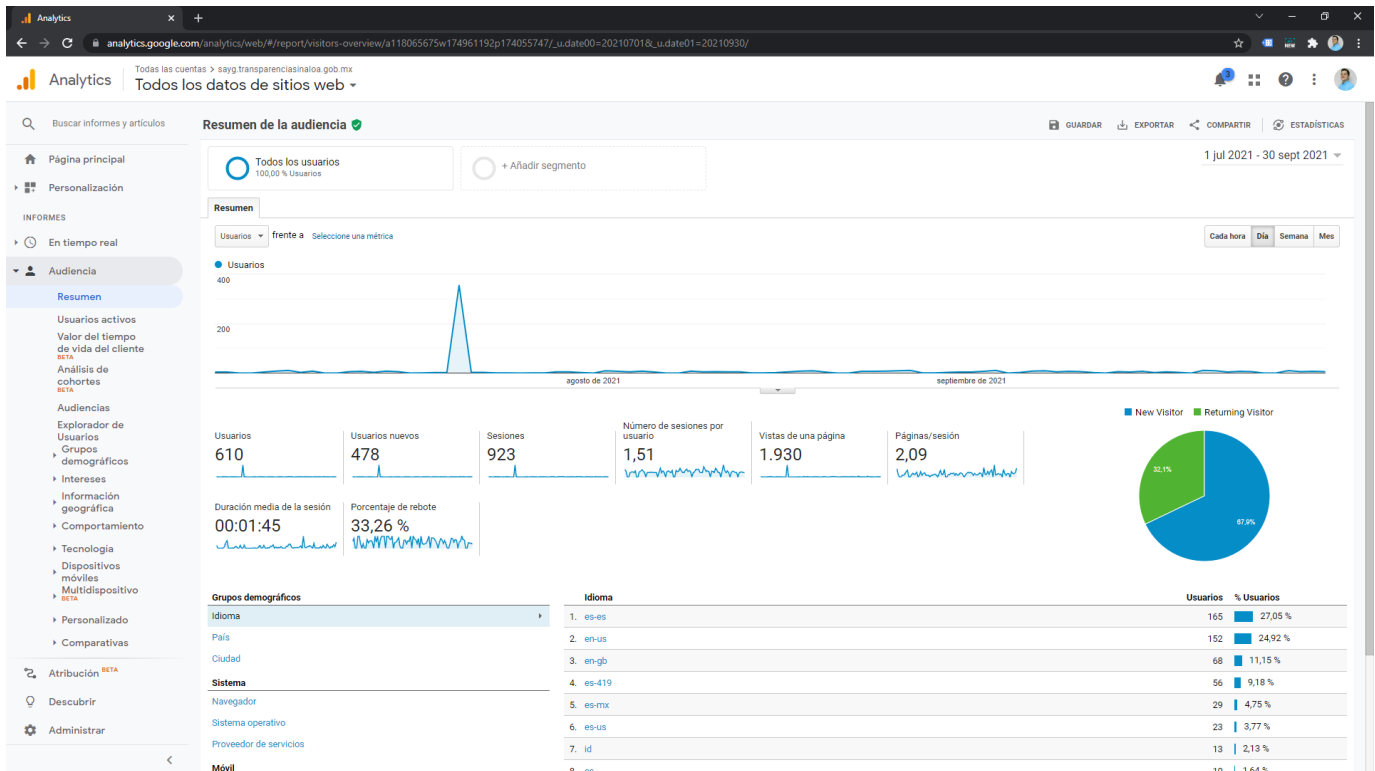 Analytics
analytics.google.com/analytics/web/#/report/visitors-overview/a118065675w174961192p174055747/_u.date00=20210701&_u.date01=20210930/
NEW
Analytics
Todas las cuentas > sayg.transparenciasinaloa.gob.mx
Todos los datos de sitios web
3
Buscar informes y artículos
Página principal
Personalización
INFORMES
En tiempo real
Audiencia
Resumen
Usuarios activos
Valor del tiempo
de vida del cliente
BETA
Análisis de
cohortes
BETA
Audiencias
Explorador de
Usuarios
Grupos
demográficos
Intereses
Información
geográfica
Comportamiento
Tecnología
Dispositivos
móviles
Multidispositivo
BETA
Personalizado
Comparativas
Atribución BETA
Descubrir
Administrar
Resumen de la audiencia
GUARDAR EXPORTAR COMPARTIR ESTADÍSTICAS
Todos los usuarios
100,00 % Usuarios
+ Añadir segmento
1 jul 2021 - 30 sept 2021
Resumen
Usuarios frente a Seleccione una métrica
Cada hora Día Semana Mes
Usuarios
400
200
agosto de 2021 septiembre de 2021
New Visitor Returning Visitor
32,1%
67,9%
Usuarios
610
Usuarios nuevos
478
Sesiones
923
Número de sesiones por
usuario
1,51
Vistas de una página
1.930
Páginas/sesión
2,09
Duración media de la sesión
00:01:45
Porcentaje de rebote
33,26 %
Grupos demográficos
Idioma
País
Ciudad
Sistema
Navegador
Sistema operativo
Proveedor de servicios
Móvil
Idioma Usuarios % Usuarios
1. es-es 165 27,05 %
2. en-us 152 24,92 %
3. en-gb 68 11,15 %
4. es-419 56 9,18 %
5. es-mx 29 4,75 %
6. es-us 23 3,77 %
7. id 13 2,13 %